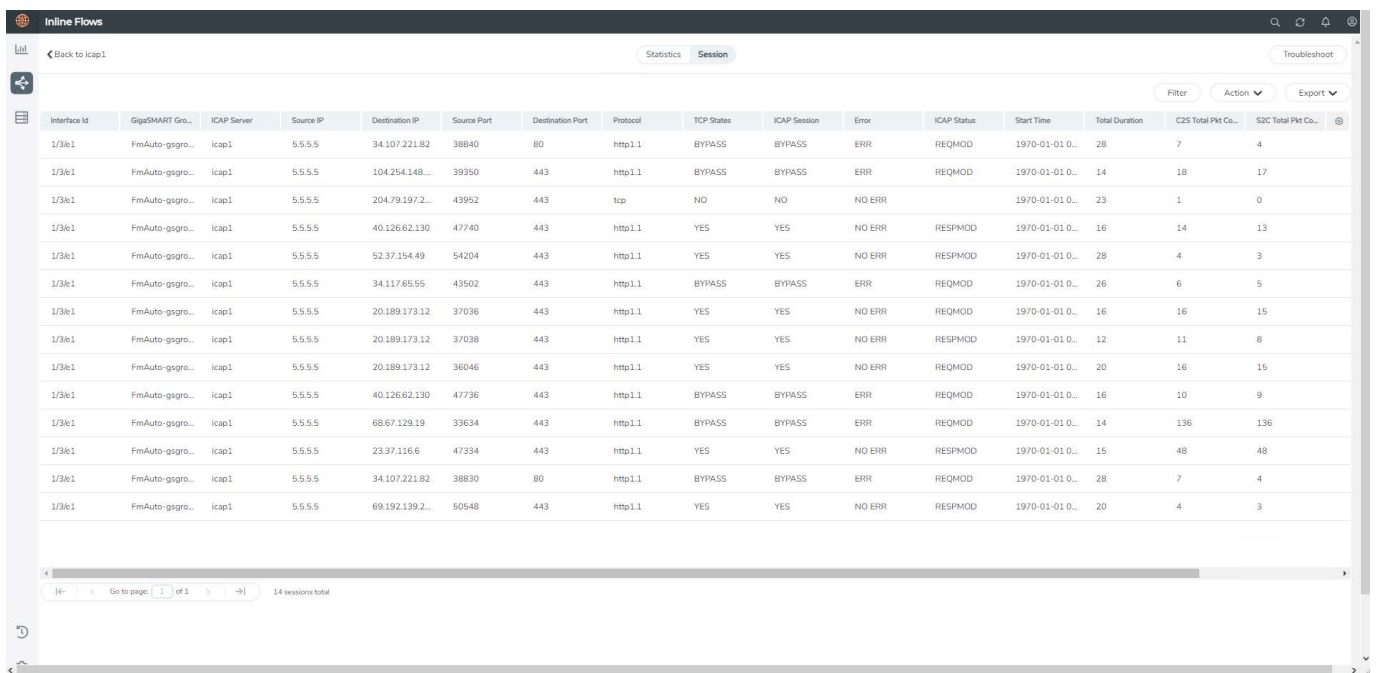 Inline Flows
Back to icap1 Statistics Session Troubleshoot
Filter Action Export
Interface Id GigaSMART Gro... ICAP Server Source IP Destination IP Source Port Destination Port Protocol TCP States ICAP Session Error ICAP Status Start Time Total Duration C2S Total Pkt Co... S2C Total Pkt Co...
1/3/e1 FmAuto-gsgro... icap1 5.5.5.5 34.107.221.82 38840 80 http1.1 BYPASS BYPASS ERR REQMOD 1970-01-01 0... 28 7 4
1/3/e1 FmAuto-gsgro... icap1 5.5.5.5 104.254.148.... 39350 443 http1.1 BYPASS BYPASS ERR REQMOD 1970-01-01 0... 14 18 17
1/3/e1 FmAuto-gsgro... icap1 5.5.5.5 204.79.197.2... 43952 443 tcp NO NO NO ERR 1970-01-01 0... 23 1 0
1/3/e1 FmAuto-gsgro... icap1 5.5.5.5 40.126.62.130 47740 443 http1.1 YES YES NO ERR RESPMOD 1970-01-01 0... 16 14 13
1/3/e1 FmAuto-gsgro... icap1 5.5.5.5 52.37.154.49 54204 443 http1.1 YES YES NO ERR RESPMOD 1970-01-01 0... 28 4 3
1/3/e1 FmAuto-gsgro... icap1 5.5.5.5 34.117.65.55 43502 443 http1.1 BYPASS BYPASS ERR REQMOD 1970-01-01 0... 26 6 5
1/3/e1 FmAuto-gsgro... icap1 5.5.5.5 20.189.173.12 37036 443 http1.1 YES YES NO ERR REQMOD 1970-01-01 0... 16 16 15
1/3/e1 FmAuto-gsgro... icap1 5.5.5.5 20.189.173.12 37038 443 http1.1 YES YES NO ERR RESPMOD 1970-01-01 0... 12 11 8
1/3/e1 FmAuto-gsgro... icap1 5.5.5.5 20.189.173.12 36046 443 http1.1 YES YES NO ERR REQMOD 1970-01-01 0... 20 16 15
1/3/e1 FmAuto-gsgro... icap1 5.5.5.5 40.126.62.130 47736 443 http1.1 BYPASS BYPASS ERR REQMOD 1970-01-01 0... 16 10 9
1/3/e1 FmAuto-gsgro... icap1 5.5.5.5 68.67.129.19 33634 443 http1.1 BYPASS BYPASS ERR REQMOD 1970-01-01 0... 14 136 136
1/3/e1 FmAuto-gsgro... icap1 5.5.5.5 23.37.116.6 47334 443 http1.1 YES YES NO ERR RESPMOD 1970-01-01 0... 15 48 48
1/3/e1 FmAuto-gsgro... icap1 5.5.5.5 34.107.221.82 38830 80 http1.1 BYPASS BYPASS ERR REQMOD 1970-01-01 0... 28 7 4
1/3/e1 FmAuto-gsgro... icap1 5.5.5.5 69.192.139.2... 50548 443 http1.1 YES YES NO ERR RESPMOD 1970-01-01 0... 20 4 3
Go to page: 1 of 1 14 sessions total